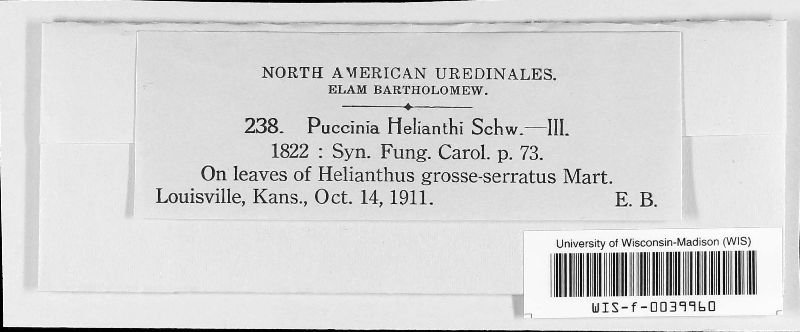 NORTH AMERICAN UREDINALES.
ELAM BARTHOLOMEW.
238. Puccinia Helianthi Schw.—III.
1822 : Syn. Fung. Carol. p. 73.
On leaves of Helianthus grosse-serratus Mart.
Louisville, Kans., Oct. 14, 1911. E. B.
University of Wisconsin-Madison (WIS)
WIS-f-0039960